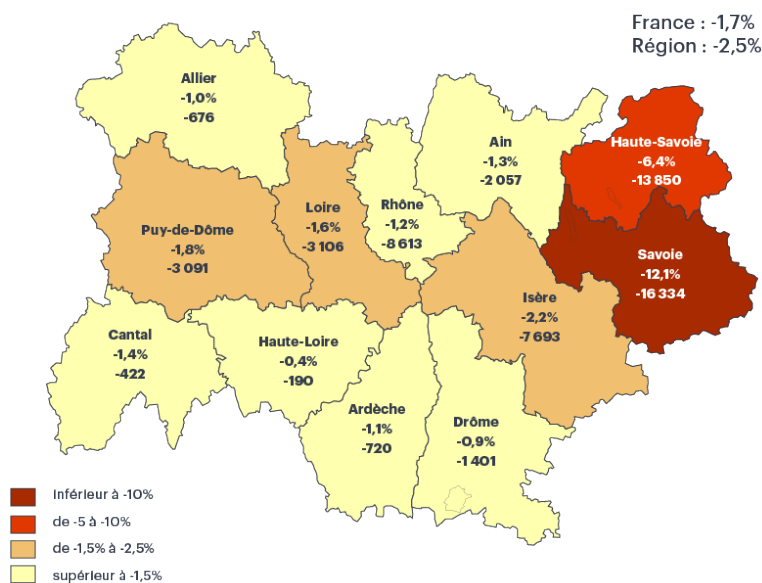 France : -1,7%
Région : -2,5%
Allier
-1,0%
-676
Haute-Savoie
-6,4%
-13 850
Ain
-1,3%
-2 057
Rhône
-1,2%
-8 613
Loire
-1,6%
-3 106
Puy-de-Dôme
-1,8%
-3 091
Savoie
-12,1%
-16 334
Isère
-2,2%
-7 693
Cantal
-1,4%
-422
Haute-Loire
-0,4%
-190
Ardèche
-1,1%
-720
Drôme
-0,9%
-1 401
Inférieur à -10%
de -5 à -10%
de -1,5% à -2,5%
supérieur à -1,5%